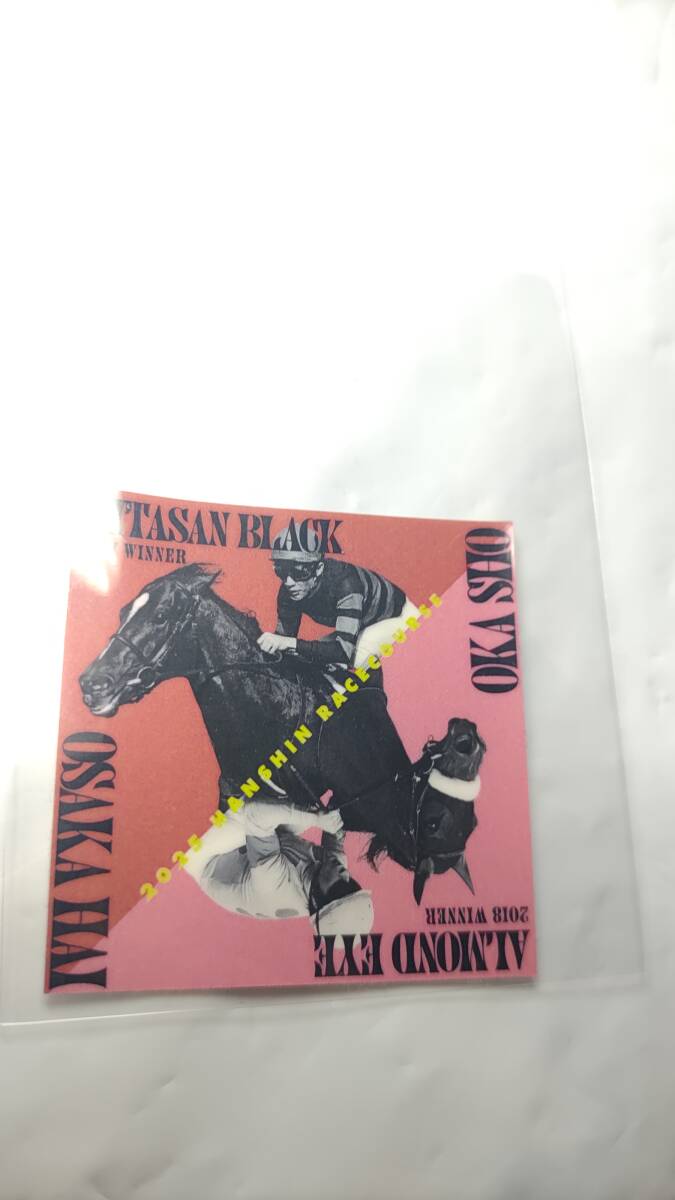 TASAN BLACK
WINNER
OKA SHO
2025 HANSHIN RACECOURSE
OSAKA HAI
2018 WINNER
ALMOND EYE